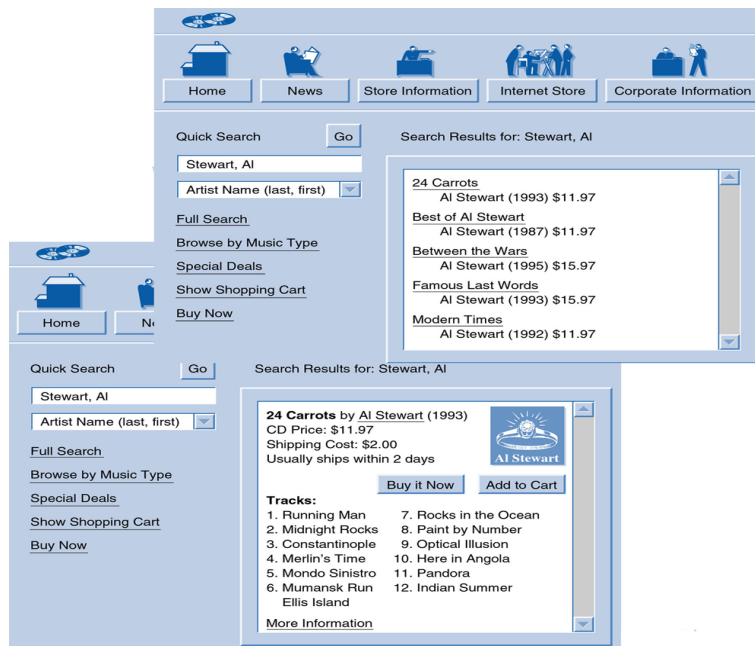 Home
News
Store Information
Internet Store
Corporate Information
Quick Search
Go
Search Results for: Stewart, Al
Stewart, Al
Artist Name (last, first)
Full Search
Browse by Music Type
Special Deals
Show Shopping Cart
Buy Now
24 Carrots
Al Stewart (1993) $11.97
Best of Al Stewart
Al Stewart (1987) $11.97
Between the Wars
Al Stewart (1995) $15.97
Famous Last Words
Al Stewart (1993) $15.97
Modern Times
Al Stewart (1992) $11.97
Home
Ne
Quick Search
Go
Search Results for: Stewart, Al
Stewart, Al
Artist Name (last, first)
Full Search
Browse by Music Type
Special Deals
Show Shopping Cart
Buy Now
24 Carrots by Al Stewart (1993)
CD Price: $11.97
Shipping Cost: $2.00
Usually ships within 2 days
Al Stewart
Buy it Now
Add to Cart
Tracks:
1. Running Man
2. Midnight Rocks
3. Constantinople
4. Merlin's Time
5. Mondo Sinistro
6. Mumansk Run
Ellis Island
7. Rocks in the Ocean
8. Paint by Number
9. Optical Illusion
10. Here in Angola
11. Pandora
12. Indian Summer
More Information